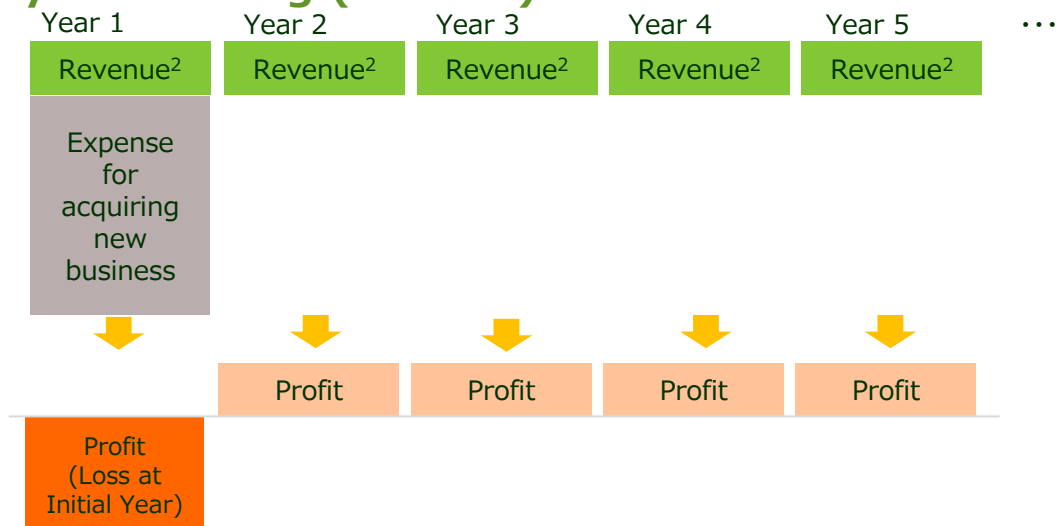 Year 1 Year 2 Year 3 Year 4 Year 5 …
Revenue² Revenue² Revenue² Revenue² Revenue²
Expense
for
acquiring
new
business
Profit Profit Profit Profit
Profit
(Loss at
Initial Year)